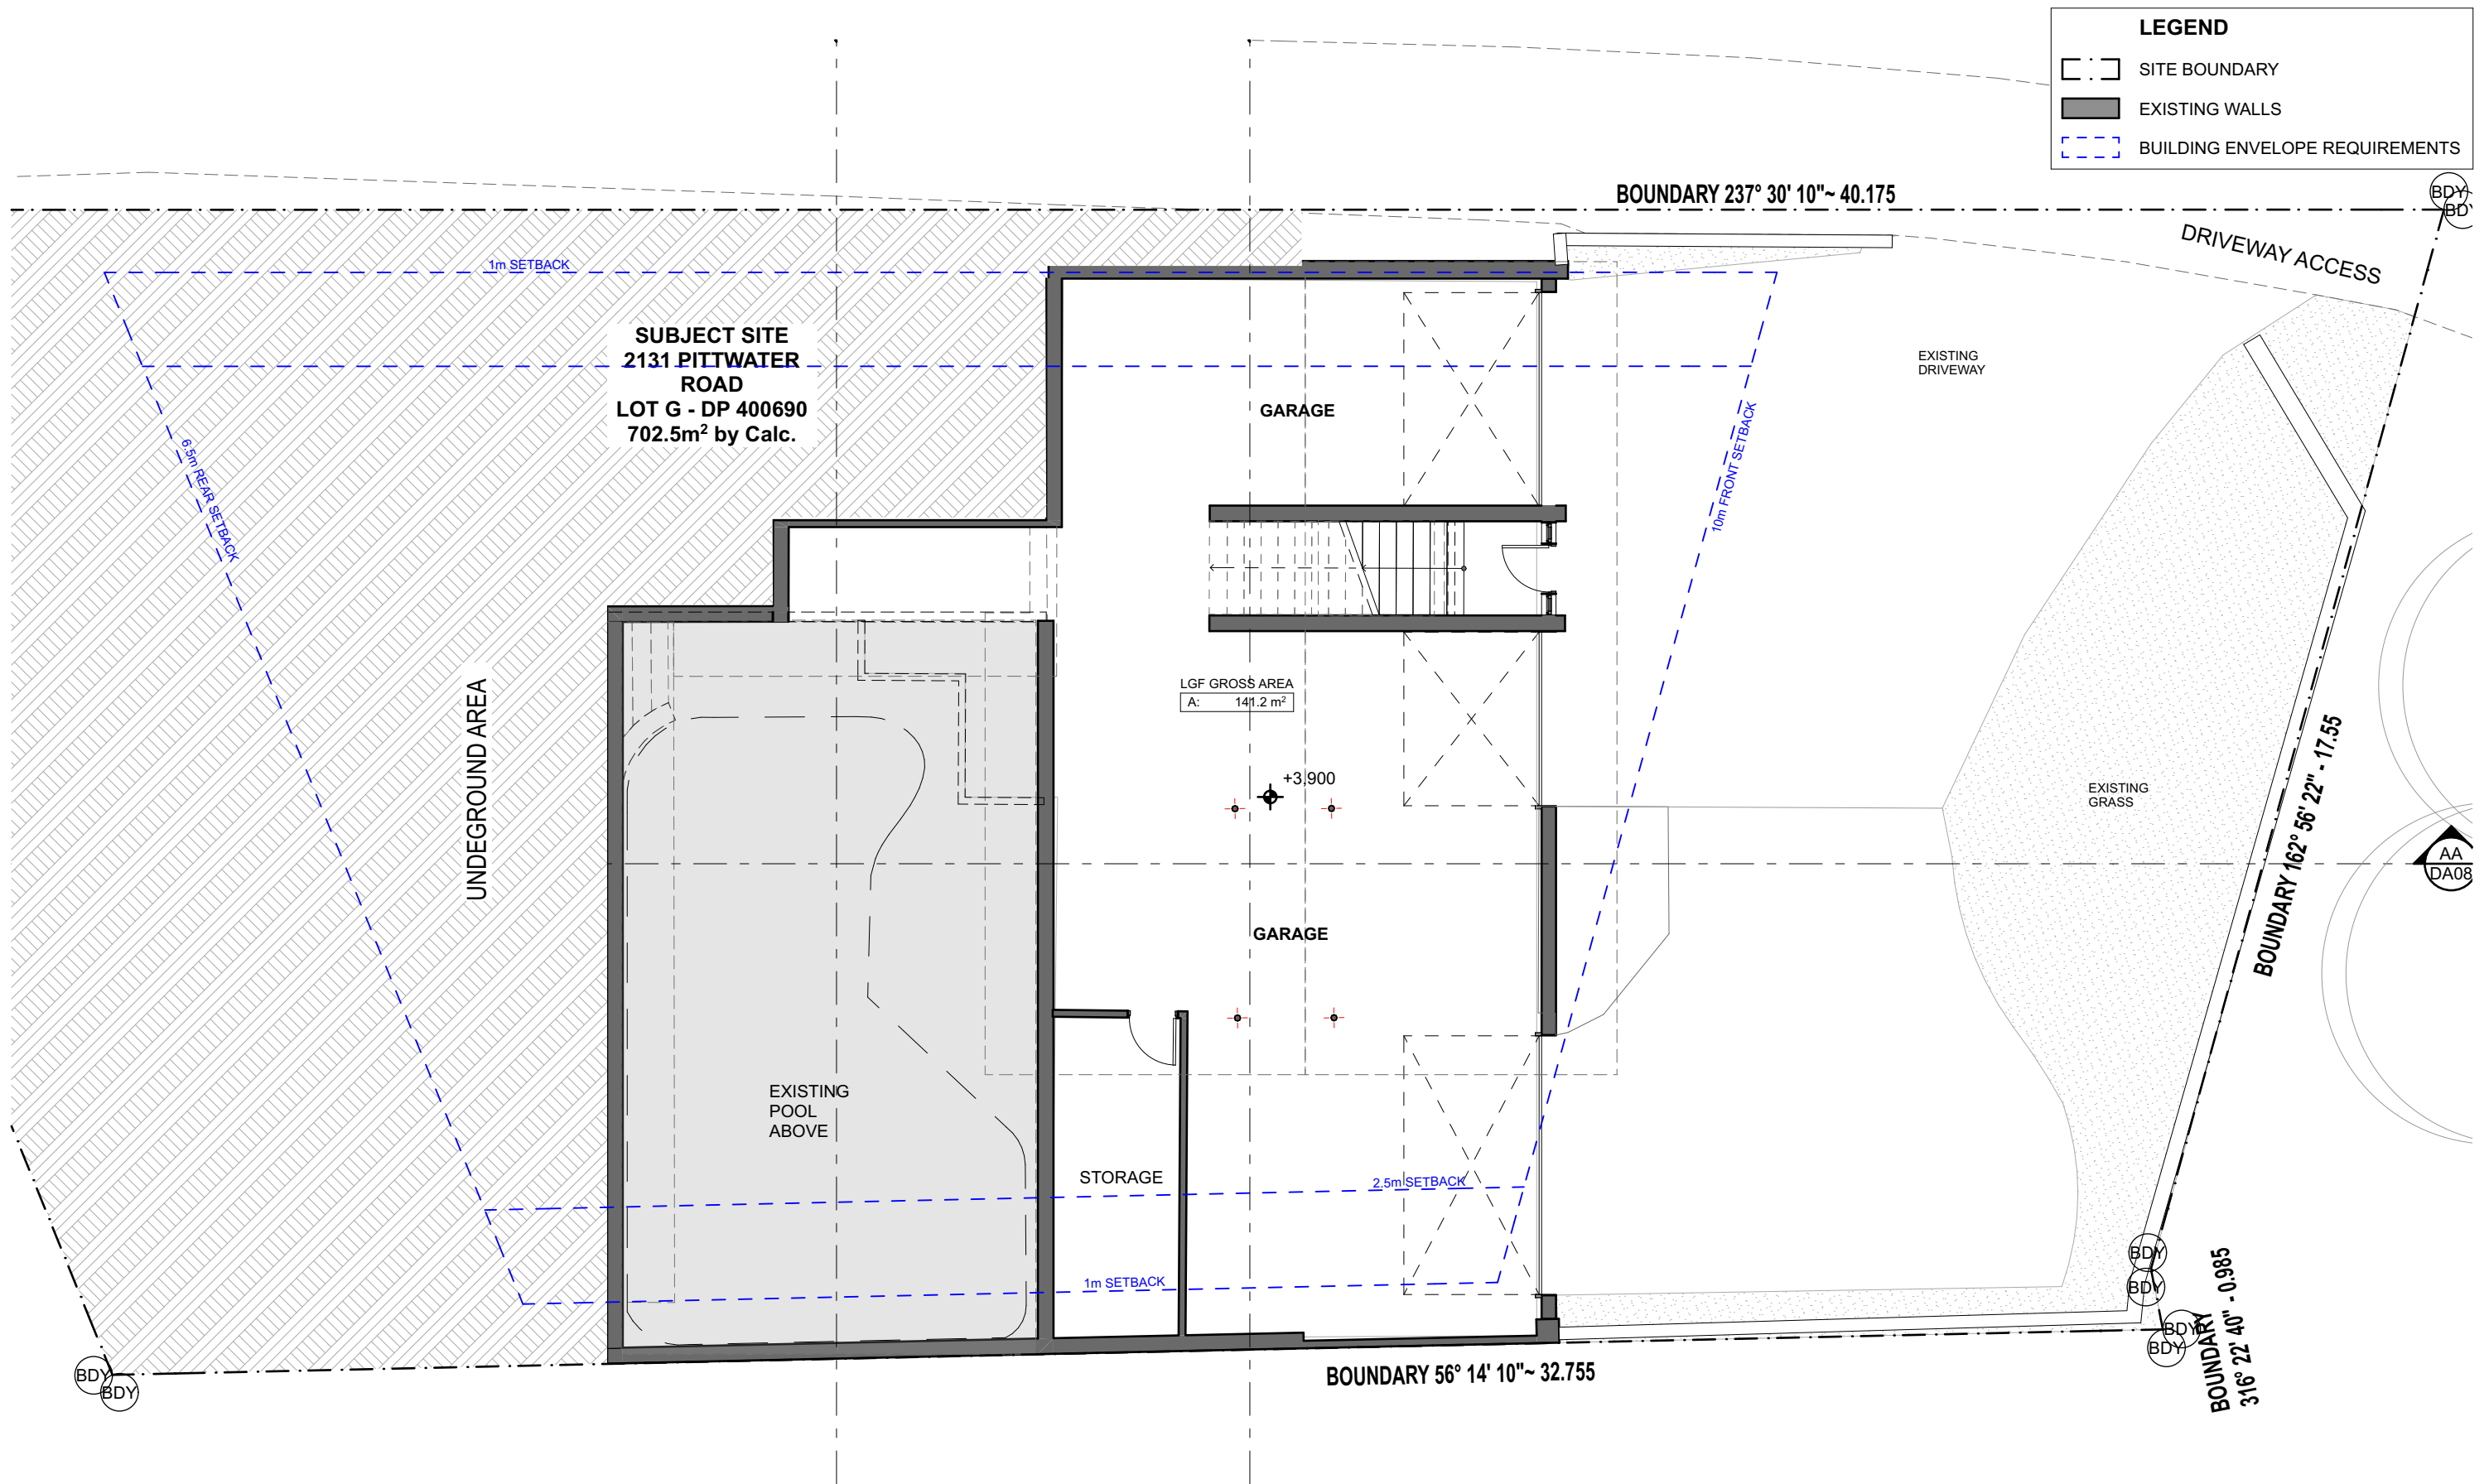 LEGEND
SITE BOUNDARY
EXISTING WALLS
BUILDING ENVELOPE REQUIREMENTS
BOUNDARY 237° 30' 10"~ 40.175
BDY
BDY
DRIVEWAY ACCESS
1m SETBACK
SUBJECT SITE
2131 PITTWATER
ROAD
LOT G - DP 400690
702.5m² by Calc.
EXISTING
DRIVEWAY
GARAGE
6.5m REAR SETBACK
10m FRONT SETBACK
UNDEGROUND AREA
LGF GROSS AREA
A: 141.2 m²
+3.900
EXISTING
GRASS
BOUNDARY 162° 56' 22" - 17.55
AA
DA08
GARAGE
EXISTING
POOL
ABOVE
STORAGE
2.5m SETBACK
1m SETBACK
BDY
BDY
BDY
BDY
BOUNDARY
316° 22' 40" - 0.985
BOUNDARY 56° 14' 10"~ 32.755
BDY
BDY